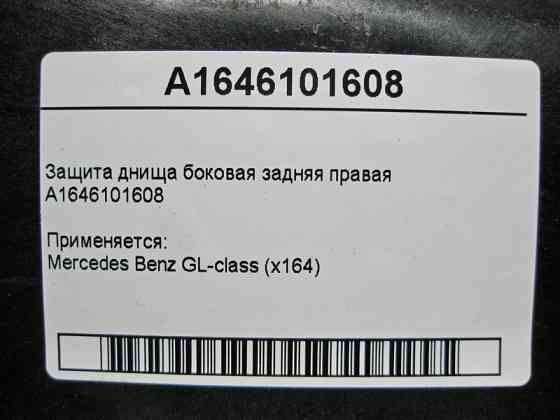 A1646101608
Защита днища боковая задняя правая
A1646101608
Применяется:
Mercedes Benz GL-class (x164)